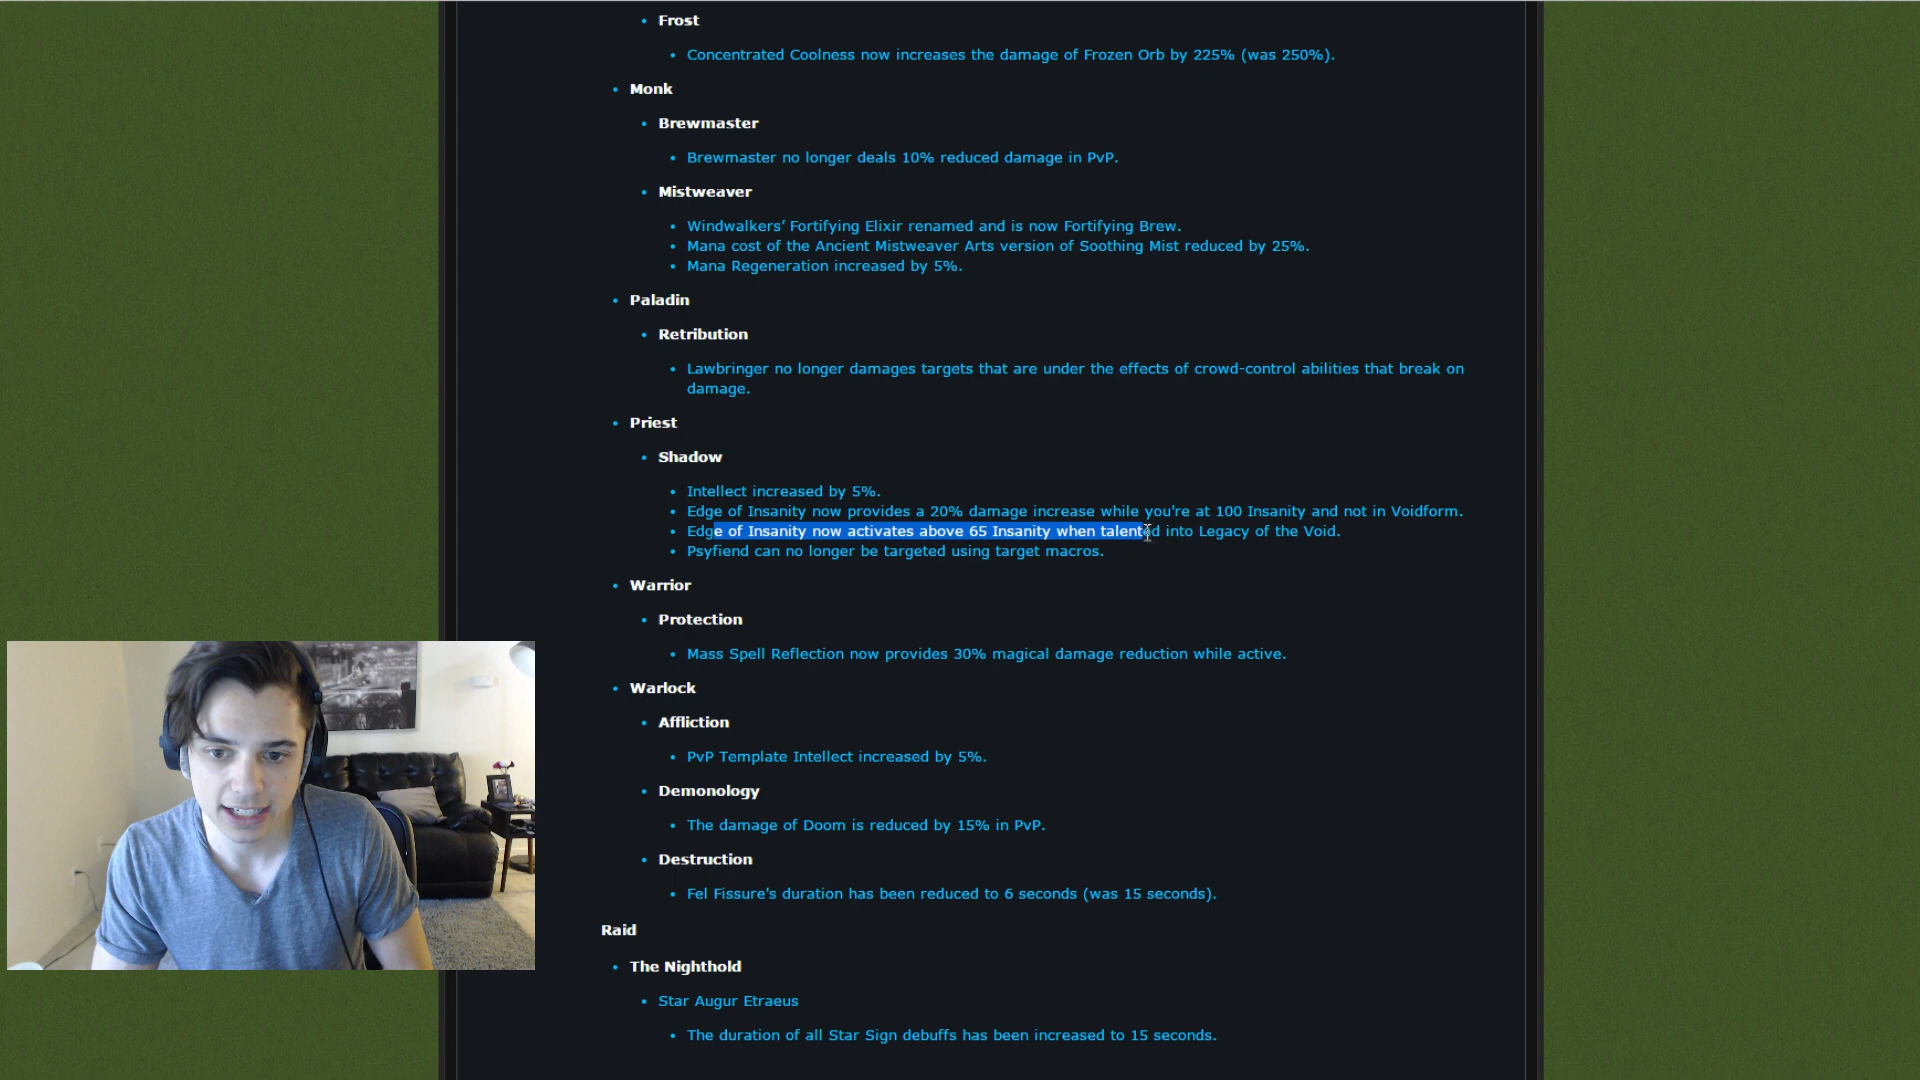 Frost
Concentrated Coolness now increases the damage of Frozen Orb by 225% (was 250%).
Monk
Brewmaster
Brewmaster no longer deals 10% reduced damage in PvP.
Mistweaver
Windwalkers’ Fortifying Elixir renamed and is now Fortifying Brew.
Mana cost of the Ancient Mistweaver Arts version of Soothing Mist reduced by 25%.
Mana Regeneration increased by 5%.
Paladin
Retribution
Lawbringer no longer damages targets that are under the effects of crowd-control abilities that break on
damage.
Priest
Shadow
Intellect increased by 5%.
Edge of Insanity now provides a 20% damage increase while you're at 100 Insanity and not in Voidform.
Edge of Insanity now activates above 65 Insanity when talented into Legacy of the Void.
Psyfiend can no longer be targeted using target macros.
Warrior
Protection
Mass Spell Reflection now provides 30% magical damage reduction while active.
Warlock
Affliction
PvP Template Intellect increased by 5%.
Demonology
The damage of Doom is reduced by 15% in PvP.
Destruction
Fel Fissure's duration has been reduced to 6 seconds (was 15 seconds).
Raid
The Nighthold
Star Augur Etraeus
The duration of all Star Sign debuffs has been increased to 15 seconds.